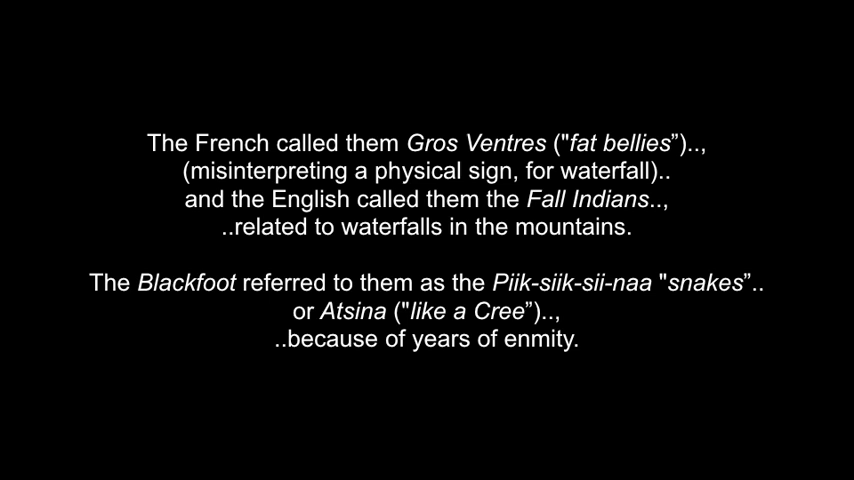 The French called them Gros Ventres ("fat bellies”)..,
(misinterpreting a physical sign, for waterfall)..
and the English called them the Fall Indians..,
..related to waterfalls in the mountains.
The Blackfoot referred to them as the Piik-siik-sii-naa "snakes”..
or Atsina ("like a Cree”)..,
..because of years of enmity.